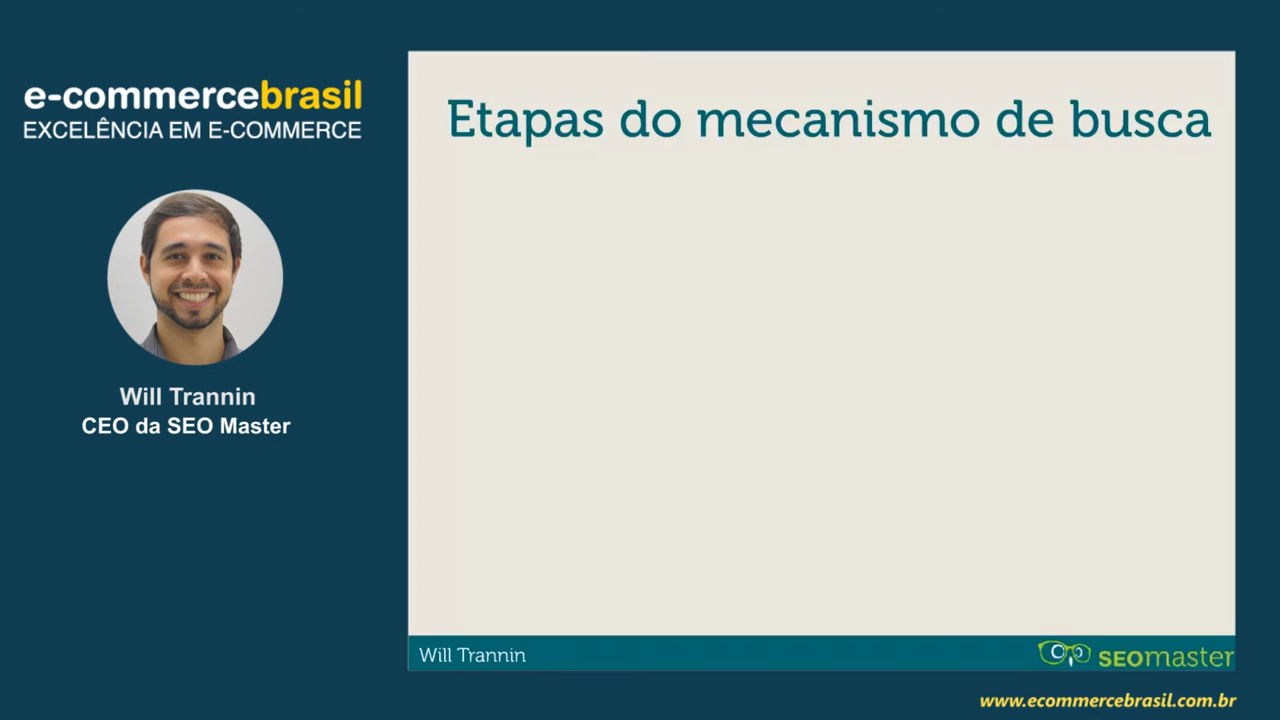 e-commercebrasil
EXCELÊNCIA EM E-COMMERCE
Will Trannin
CEO da SEO Master
Etapas do mecanismo de busca
Will Trannin
SEOmaster
www.ecommercebrasil.com.br